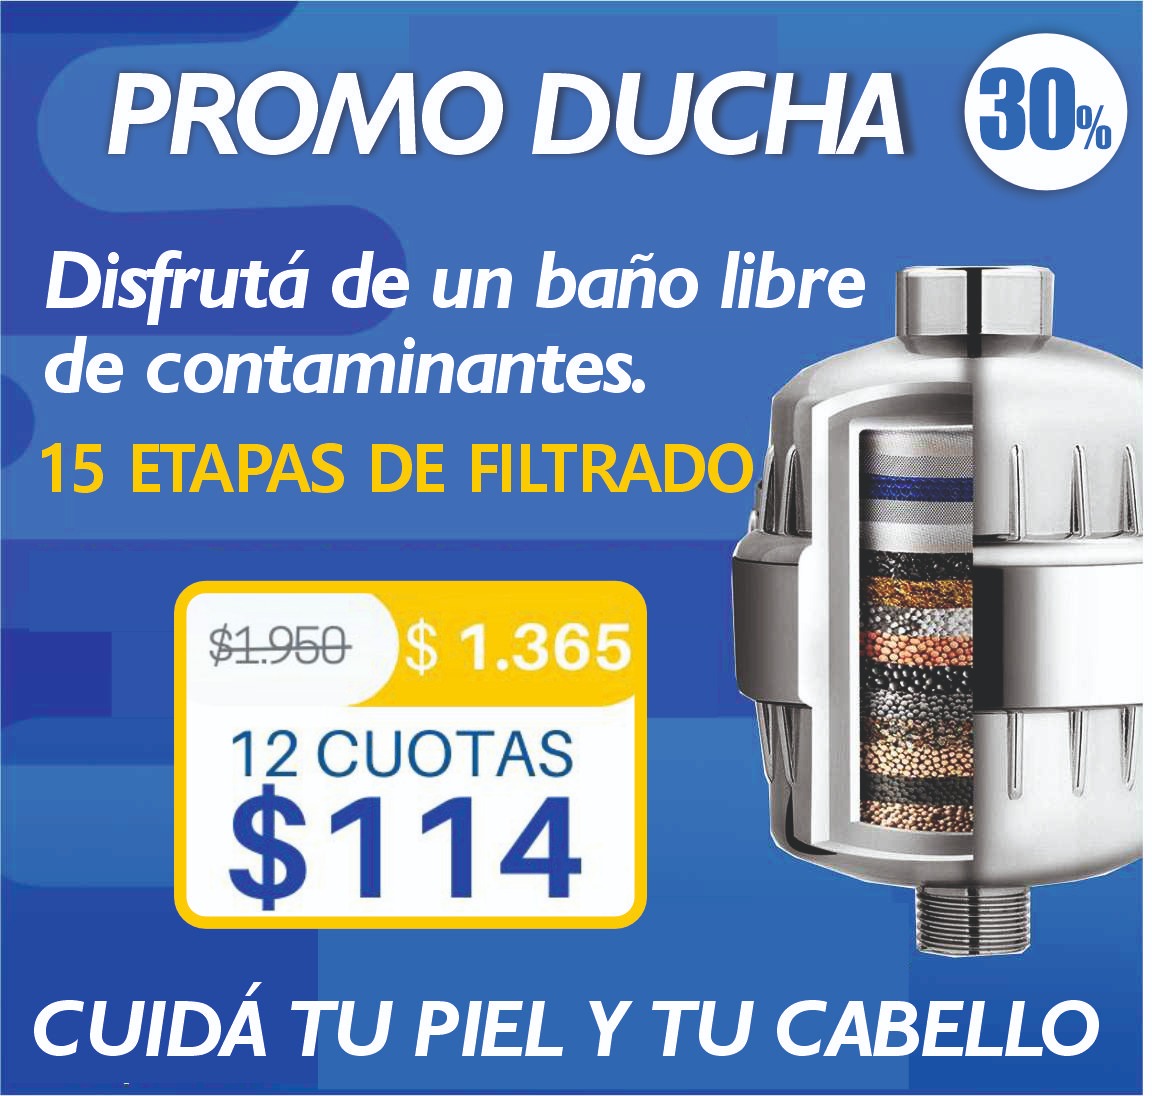 PROMO DUCHA
30%
Disfrutá de un baño libre
de contaminantes.
15 ETAPAS DE FILTRADO
$1.950
$ 1.365
12 CUOTAS
$114
CUIDÁ TU PIEL Y TU CABELLO